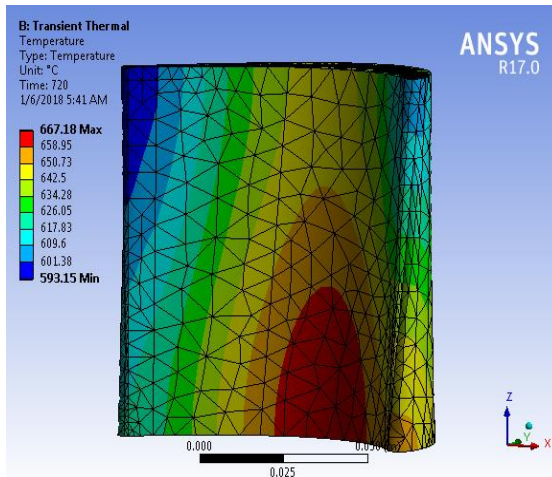 B: Transient Thermal
Temperature
Type: Temperature
Unit: °C
Time: 720
1/6/2018 5:41 AM
ANSYS
R17.0
667.18 Max
658.95
650.73
642.5
634.28
626.05
617.83
609.6
601.38
593.15 Min
0.000
0.025
Z
Y
X